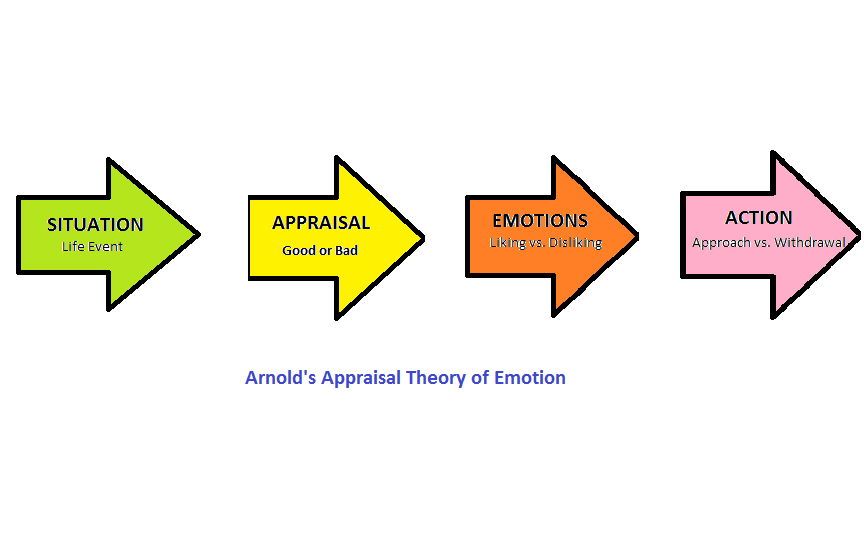 SITUATION
Life Event
APPRAISAL
Good or Bad
EMOTIONS
Liking vs. Disliking
ACTION
Approach vs. Withdrawal
Arnold's Appraisal Theory of Emotion